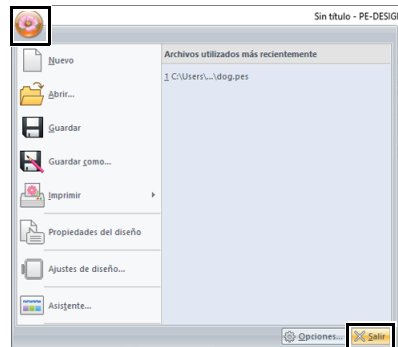 Sin título - PE-DESIG
Nuevo
Abrir...
Guardar
Guardar como...
Imprimir
Propiedades del diseño
Ajustes de diseño...
Asistente...
Archivos utilizados más recientemente
1 C:\Users\...\dog.pes
Opciones...
Salir